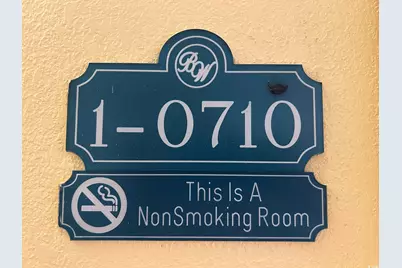 BW
1-0710
This Is A
NonSmoking Room